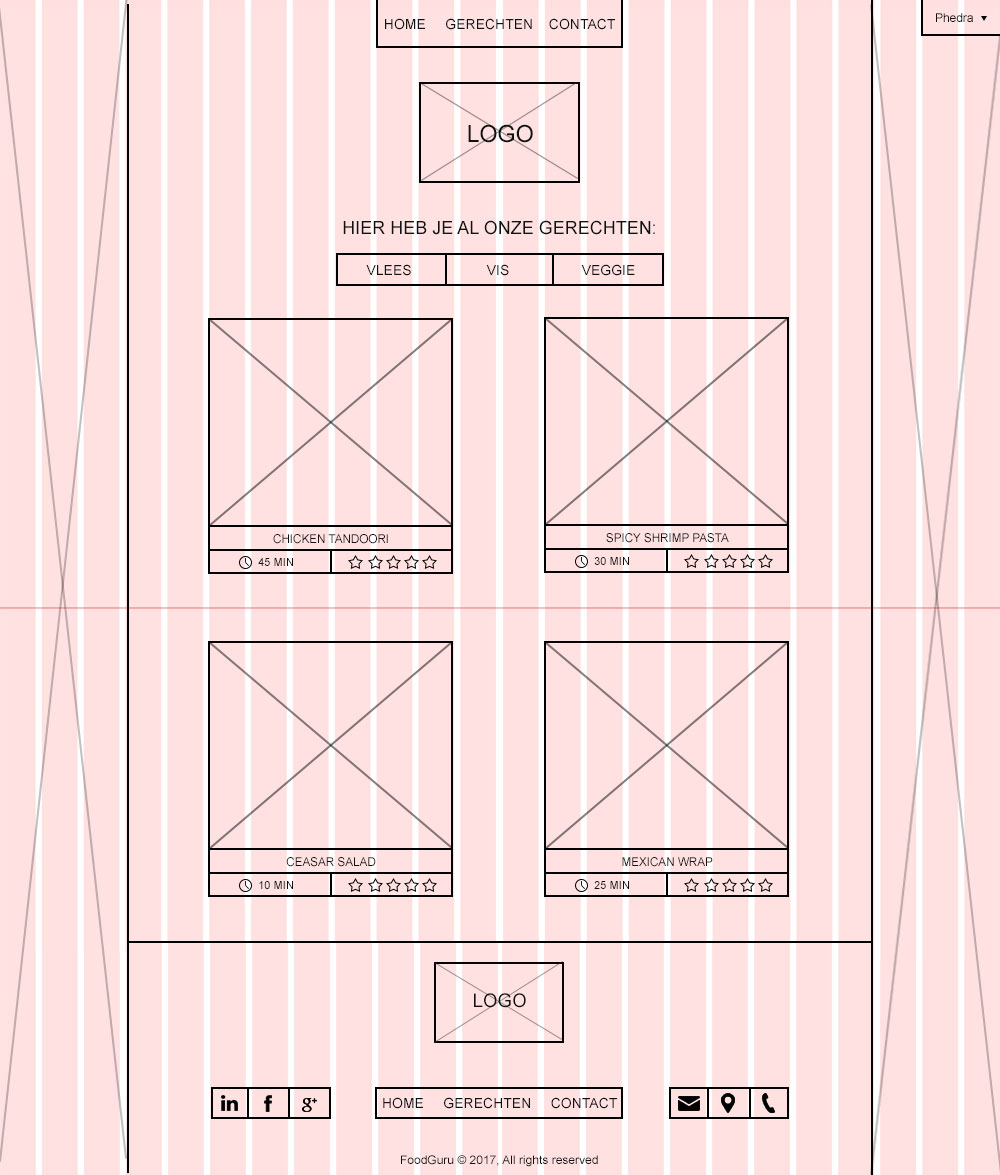 HOME GERECHTEN CONTACT
Phedra
LOGO
HIER HEB JE AL ONZE GERECHTEN:
VLEES VIS VEGGIE
CHICKEN TANDOORI
45 MIN
SPICY SHRIMP PASTA
30 MIN
CEASAR SALAD
10 MIN
MEXICAN WRAP
25 MIN
LOGO
in f g+
HOME GERECHTEN CONTACT
FoodGuru © 2017, All rights reserved